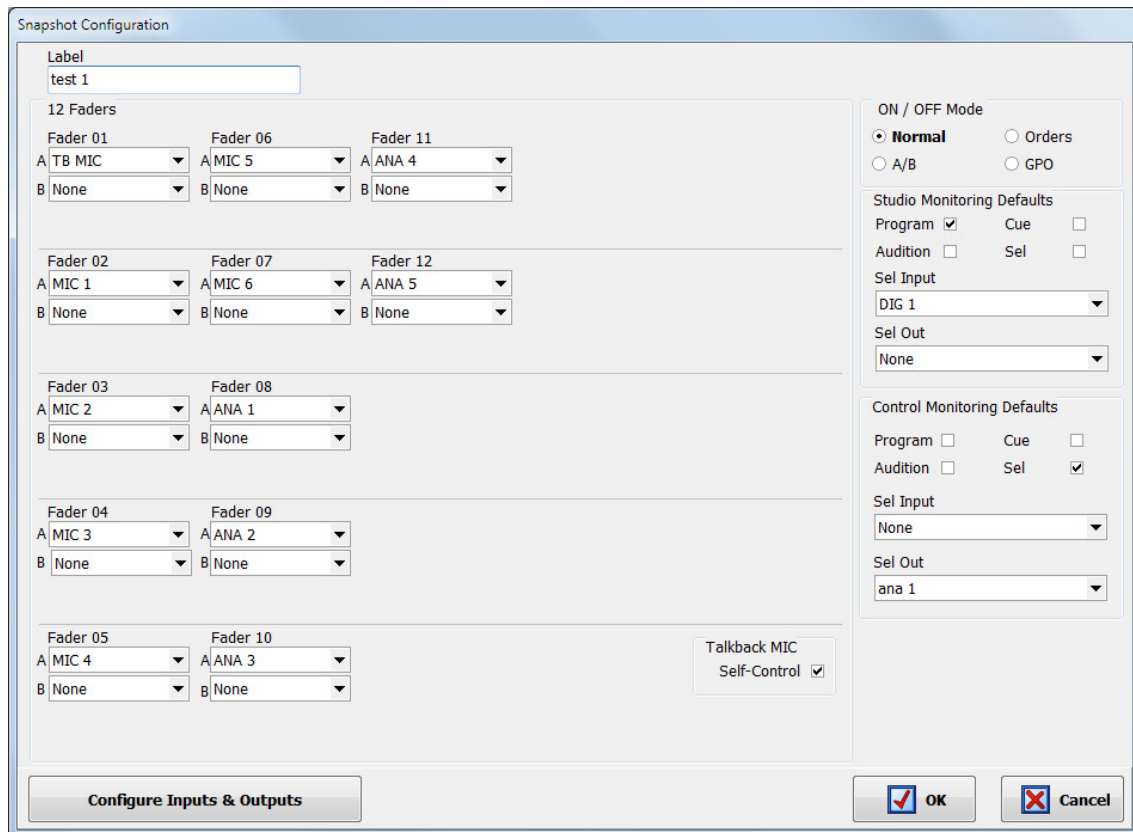 Snapshot Configuration
Label
test 1
12 Faders
Fader 01 Fader 06 Fader 11
A TB MIC A MIC 5 A ANA 4
B None B None B None
Fader 02 Fader 07 Fader 12
A MIC 1 A MIC 6 A ANA 5
B None B None B None
Fader 03 Fader 08
A MIC 2 A ANA 1
B None B None
Fader 04 Fader 09
A MIC 3 A ANA 2
B None B None
Fader 05 Fader 10
A MIC 4 A ANA 3
B None B None
Talkback MIC
Self-Control
ON / OFF Mode
Normal Orders
A/B GPO
Studio Monitoring Defaults
Program Cue
Audition Sel
Sel Input
DIG 1
Sel Out
None
Control Monitoring Defaults
Program Cue
Audition Sel
Sel Input
None
Sel Out
ana 1
Configure Inputs & Outputs
OK Cancel